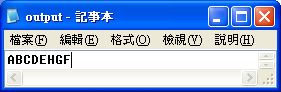 output - 記事本
檔案(F) 編輯(E) 格式(O) 檢視(V) 說明(H)
ABCDEHGF